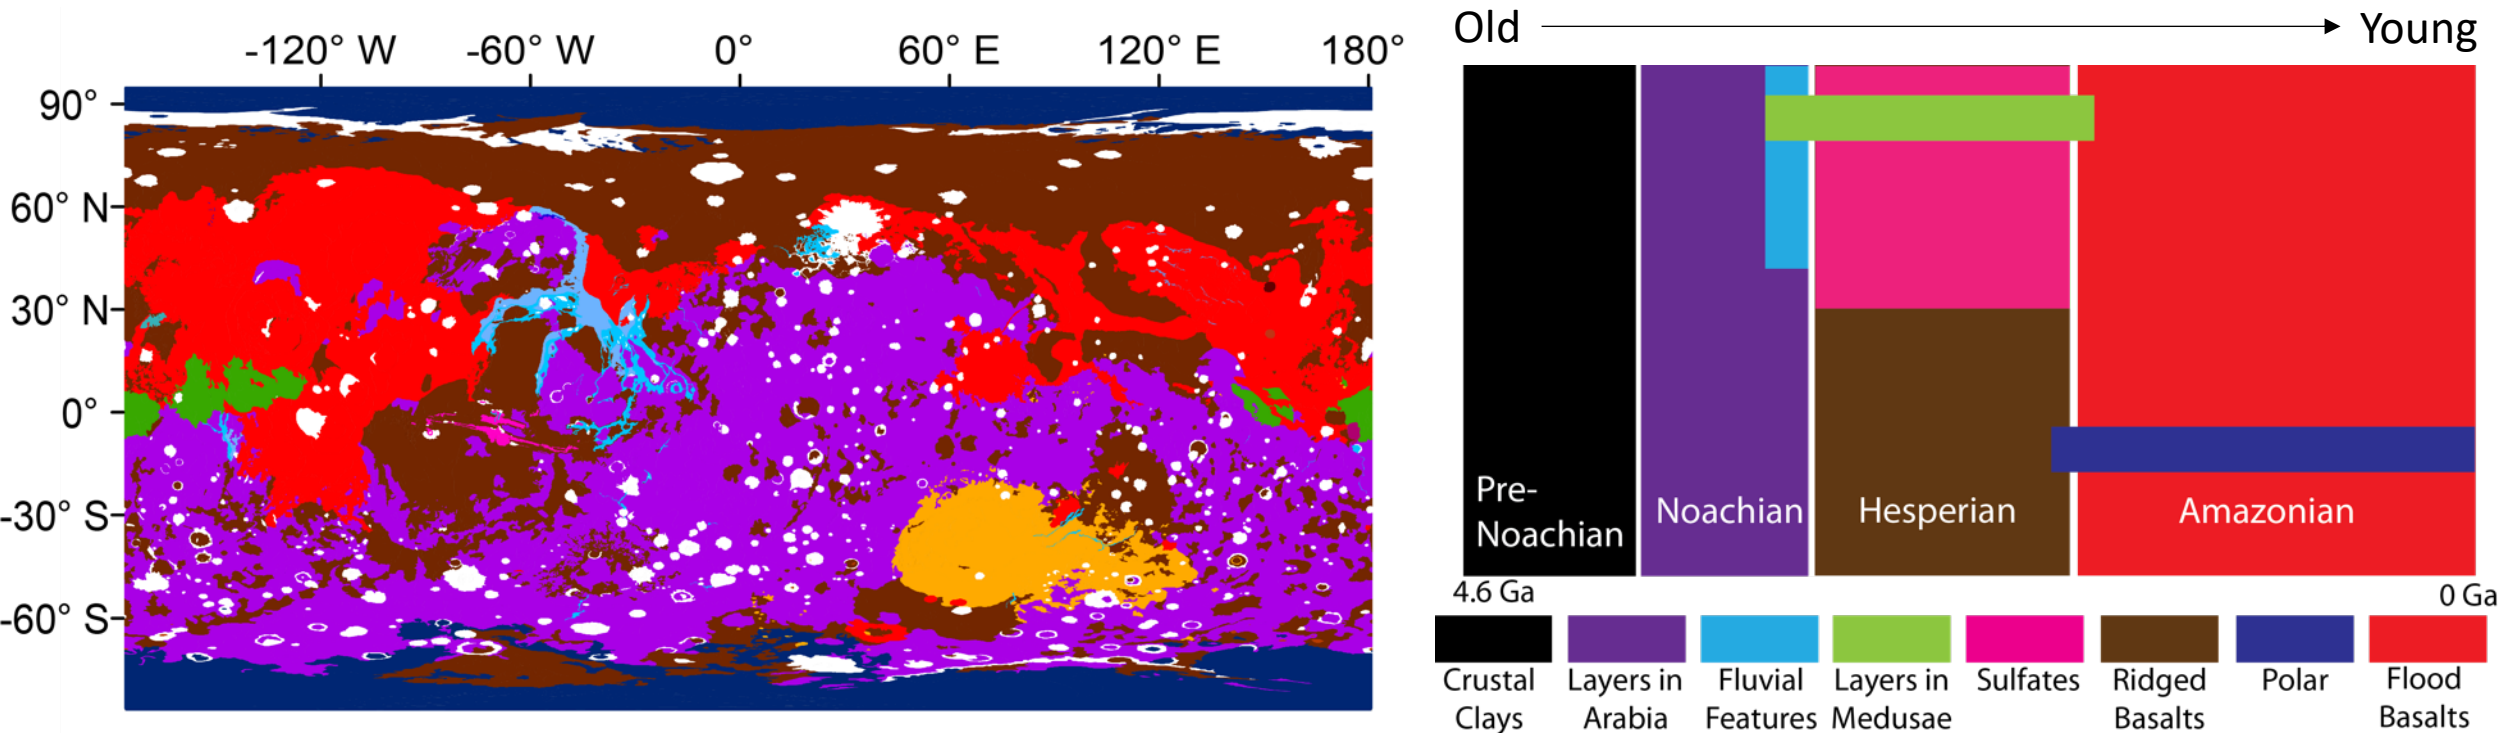 -120° W -60° W 0° 60° E 120° E 180°
90°
60° N
30° N
0°
-30° S
-60° S
Old Young
Pre-
Noachian
Noachian
Hesperian
Amazonian
4.6 Ga 0 Ga
Crustal
Clays
Layers in
Arabia
Fluvial
Features
Layers in
Medusae
Sulfates
Ridged
Basalts
Polar
Flood
Basalts